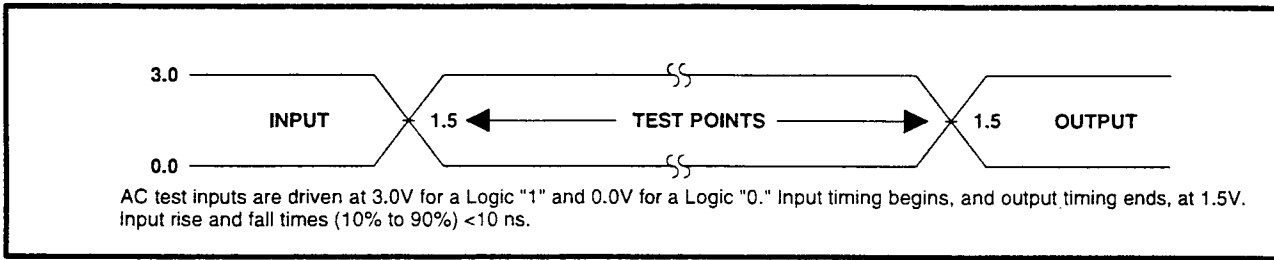 3.0
INPUT 1.5 TEST POINTS 1.5 OUTPUT
0.0
AC test inputs are driven at 3.0V for a Logic "1" and 0.0V for a Logic "0." Input timing begins, and output timing ends, at 1.5V.
Input rise and fall times (10% to 90%) <10 ns.